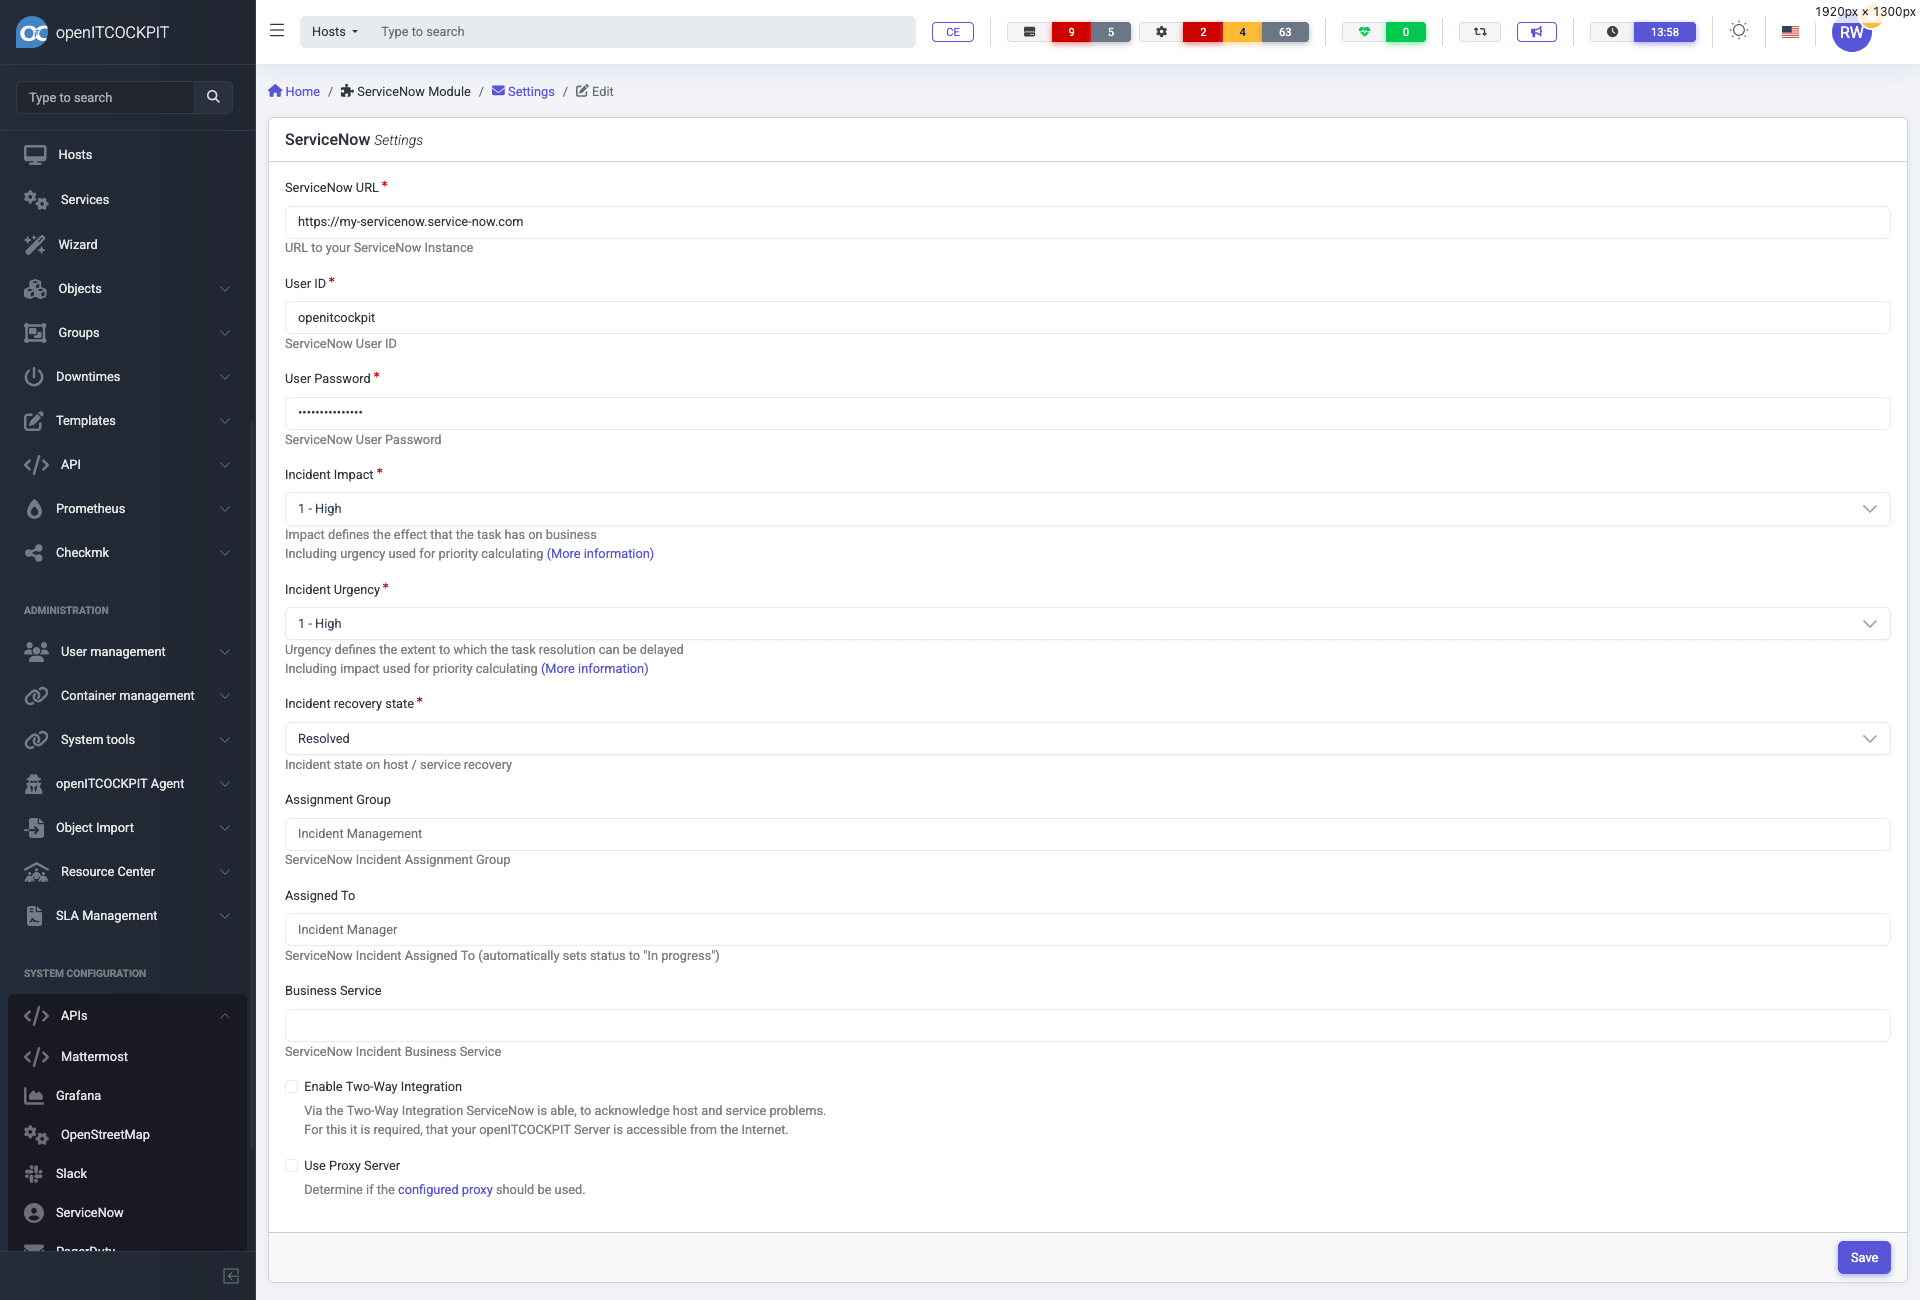 openITCOCKPIT
Hosts
Type to search
CE
9
5
2
4
63
0
13:58
1920px × 1300px
RW
Type to search
Hosts
Services
Wizard
Objects
Groups
Downtimes
Templates
API
Prometheus
Checkmk
ADMINISTRATION
User management
Container management
System tools
openITCOCKPIT Agent
Object Import
Resource Center
SLA Management
SYSTEM CONFIGURATION
APIs
Mattermost
Grafana
OpenStreetMap
Slack
ServiceNow
PagerDuty
Home / ServiceNow Module / Settings / Edit
ServiceNow Settings
ServiceNow URL *
https://my-servicenow.service-now.com
URL to your ServiceNow Instance
User ID *
openitcockpit
ServiceNow User ID
User Password *
•••••••••••••••
ServiceNow User Password
Incident Impact *
1 - High
Impact defines the effect that the task has on business
Including urgency used for priority calculating (More information)
Incident Urgency *
1 - High
Urgency defines the extent to which the task resolution can be delayed
Including impact used for priority calculating (More information)
Incident recovery state *
Resolved
Incident state on host / service recovery
Assignment Group
Incident Management
ServiceNow Incident Assignment Group
Assigned To
Incident Manager
ServiceNow Incident Assigned To (automatically sets status to "In progress")
Business Service
ServiceNow Incident Business Service
Enable Two-Way Integration
Via the Two-Way Integration ServiceNow is able, to acknowledge host and service problems.
For this it is required, that your openITCOCKPIT Server is accessible from the Internet.
Use Proxy Server
Determine if the configured proxy should be used.
Save